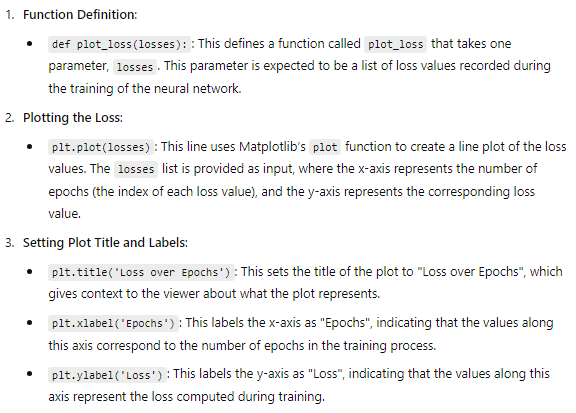 1. Function Definition:
• def plot_loss(losses): : This defines a function called plot_loss that takes one
parameter, losses . This parameter is expected to be a list of loss values recorded during
the training of the neural network.
2. Plotting the Loss:
• plt.plot(losses) : This line uses Matplotlib's plot function to create a line plot of the loss
values. The losses list is provided as input, where the x-axis represents the number of
epochs (the index of each loss value), and the y-axis represents the corresponding loss
value.
3. Setting Plot Title and Labels:
• plt.title('Loss over Epochs') : This sets the title of the plot to "Loss over Epochs", which
gives context to the viewer about what the plot represents.
• plt.xlabel('Epochs') : This labels the x-axis as "Epochs", indicating that the values along
this axis correspond to the number of epochs in the training process.
• plt.ylabel('Loss') : This labels the y-axis as "Loss", indicating that the values along this
axis represent the loss computed during training.